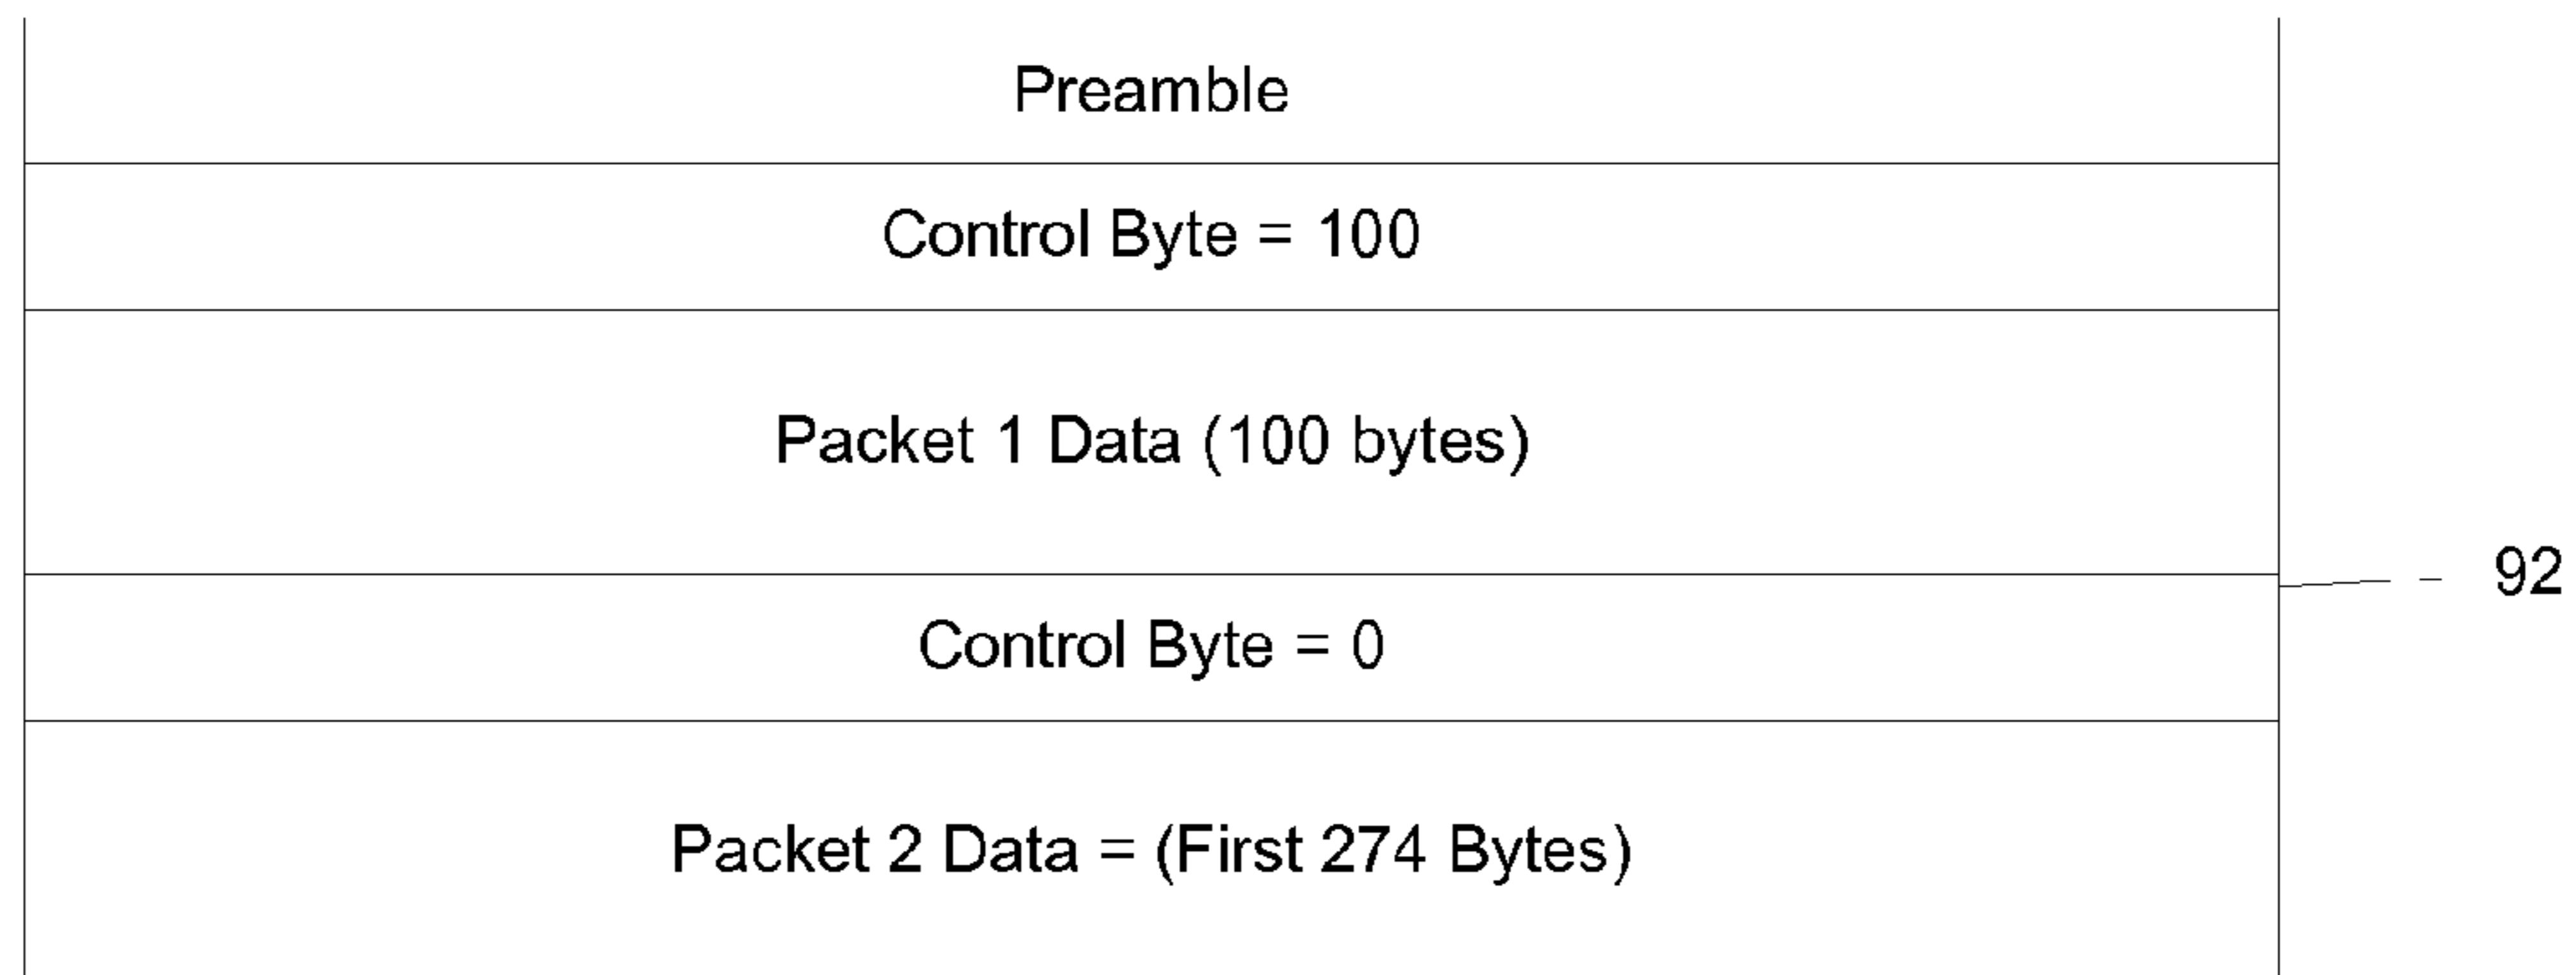 Preamble
Control Byte = 100
Packet 1 Data (100 bytes)
92
Control Byte = 0
Packet 2 Data = (First 274 Bytes)